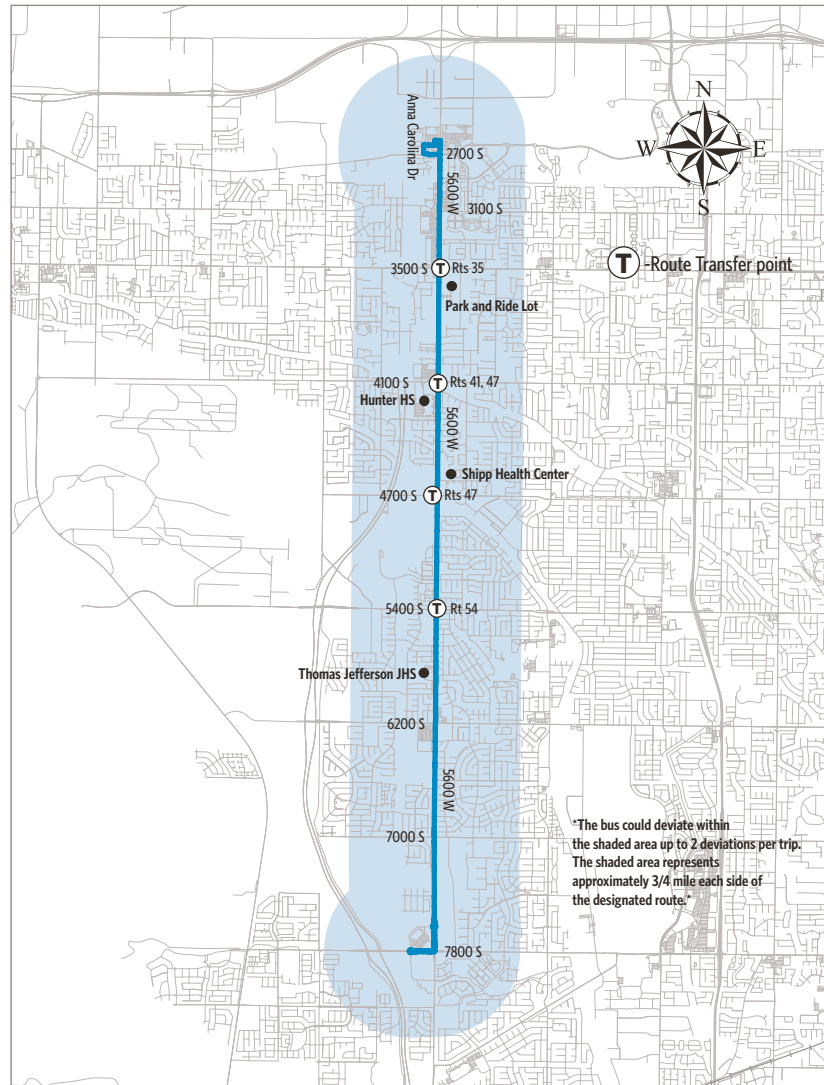 N
W
E
S
Anna Carolina Dr
2700 S
5600 W
3100 S
T -Route Transfer point
3500 S T Rts 35
Park and Ride Lot
4100 S T Rts 41, 47
Hunter HS
5600 W
Shipp Health Center
4700 S T Rts 47
5400 S T Rt 54
Thomas Jefferson JHS
6200 S
5600 W
7000 S
"The bus could deviate within
the shaded area up to 2 deviations per trip.
The shaded area represents
approximately 3/4 mile each side of
the designated route."
7800 S